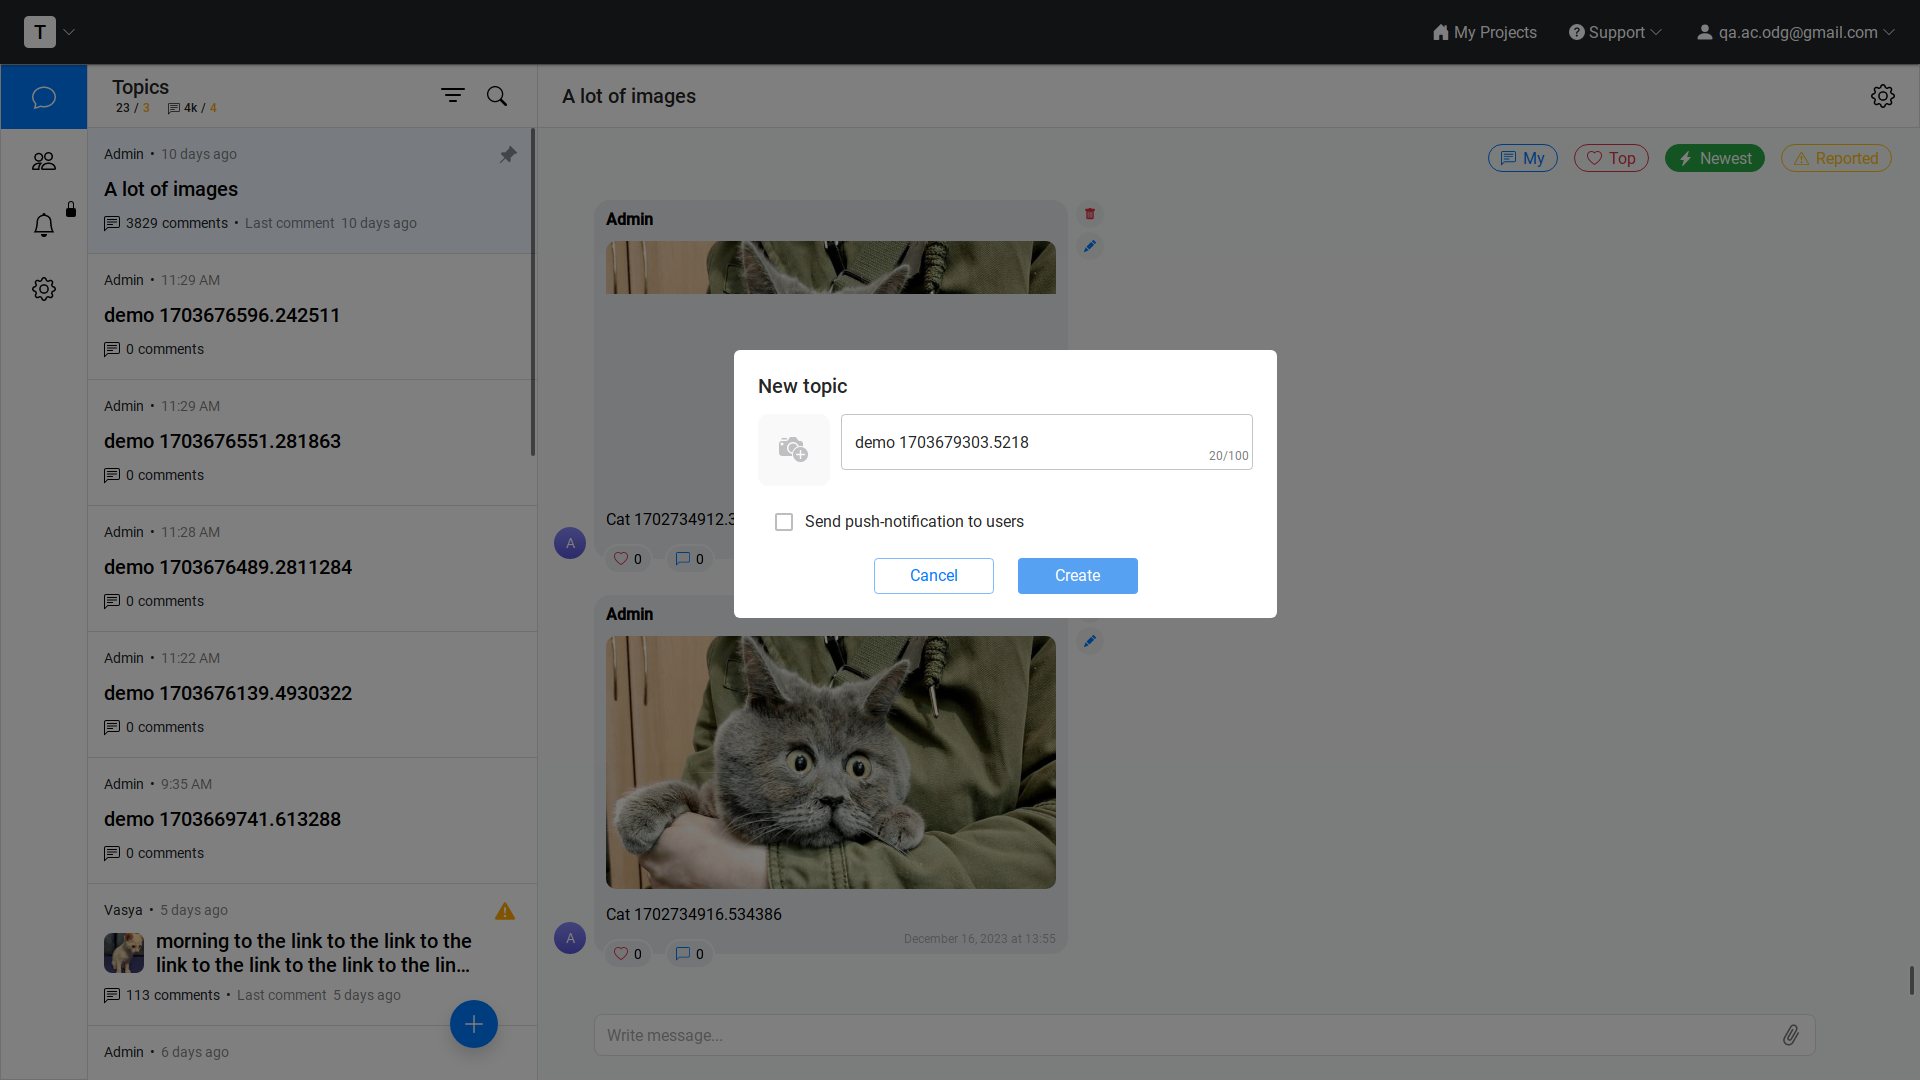 T
My Projects
Support
qa.ac.odg@gmail.com
Topics
23 / 3 4k / 4
A lot of images
My
Top
Newest
Reported
Admin • 10 days ago
A lot of images
3829 comments • Last comment 10 days ago
Admin • 11:29 AM
demo 1703676596.242511
0 comments
Admin • 11:29 AM
demo 1703676551.281863
0 comments
Admin • 11:28 AM
demo 1703676489.2811284
0 comments
Admin • 11:22 AM
demo 1703676139.4930322
0 comments
Admin • 9:35 AM
demo 1703669741.613288
0 comments
Vasya • 5 days ago
morning to the link to the link to the
link to the link to the link to the lin...
113 comments • Last comment 5 days ago
Admin • 6 days ago
Admin
Cat 1702734912.3
A
0 0
Admin
Cat 1702734916.534386
December 16, 2023 at 13:55
A
0 0
Write message...
New topic
demo 1703679303.5218
20/100
Send push-notification to users
Cancel
Create